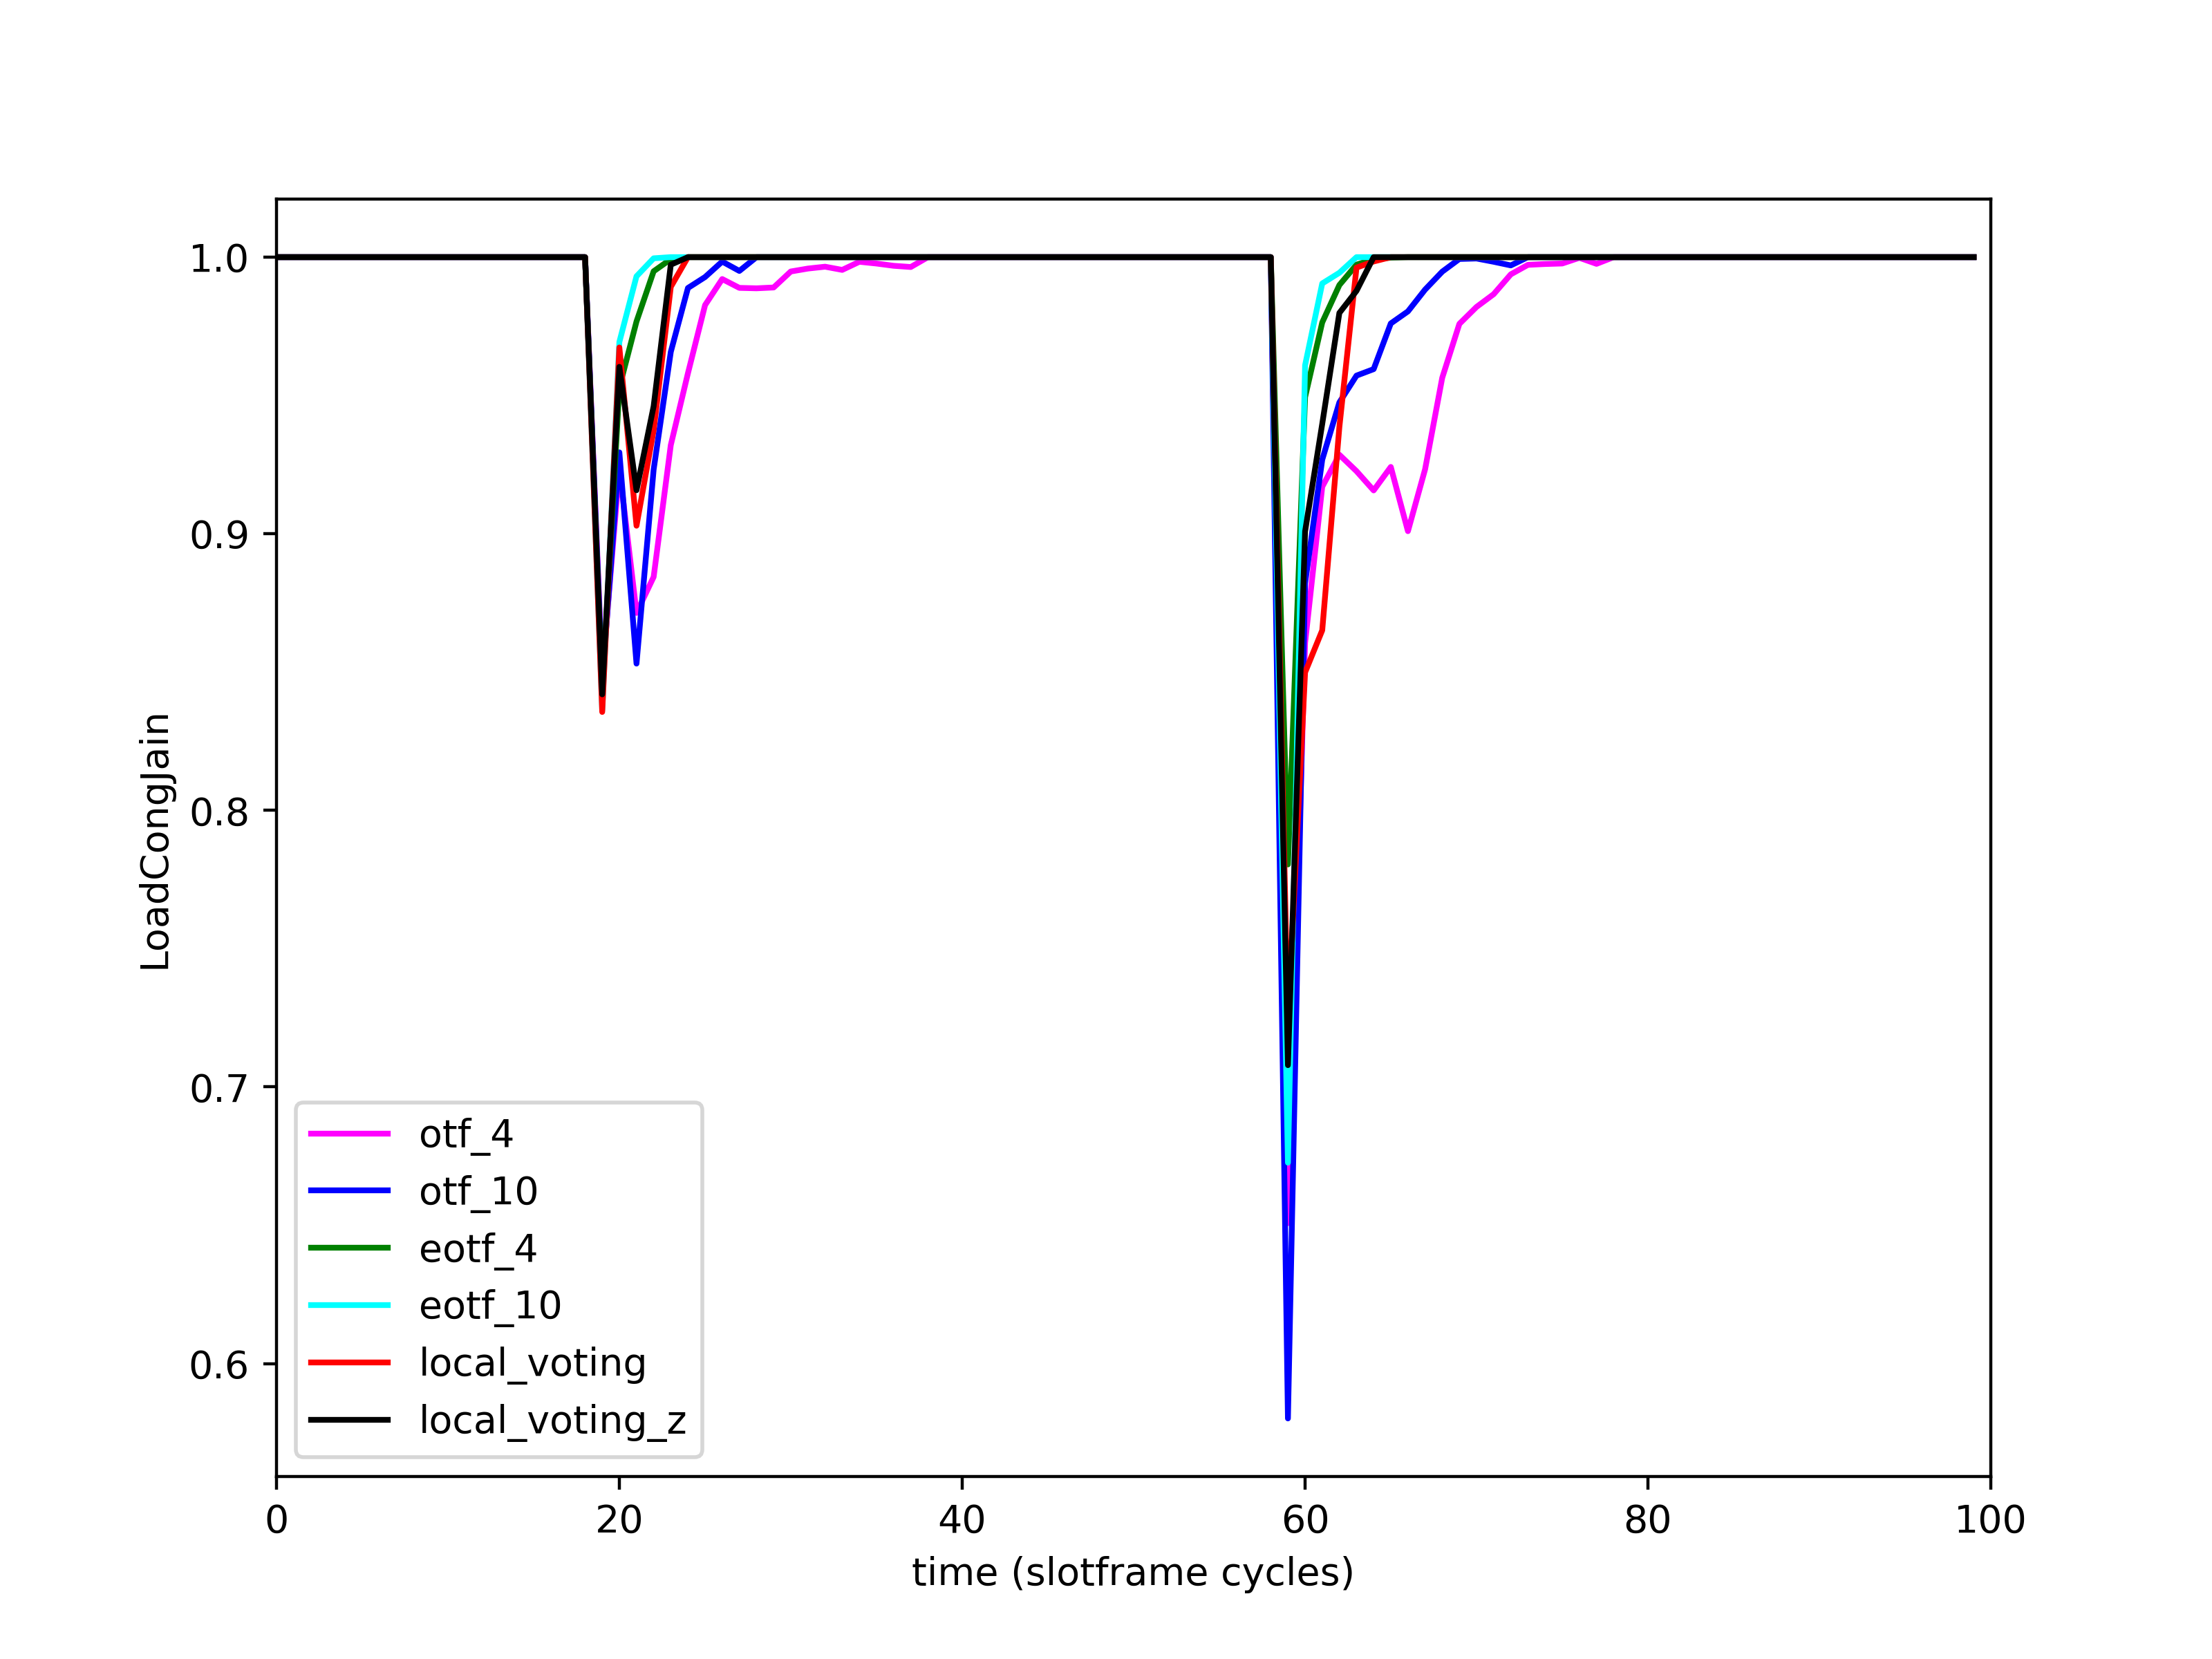 1.0
0.9
0.8
0.7
0.6
LoadCongJain
otf_4
otf_10
eotf_4
eotf_10
local_voting
local_voting_z
0 20 40 60 80 100
time (slotframe cycles)